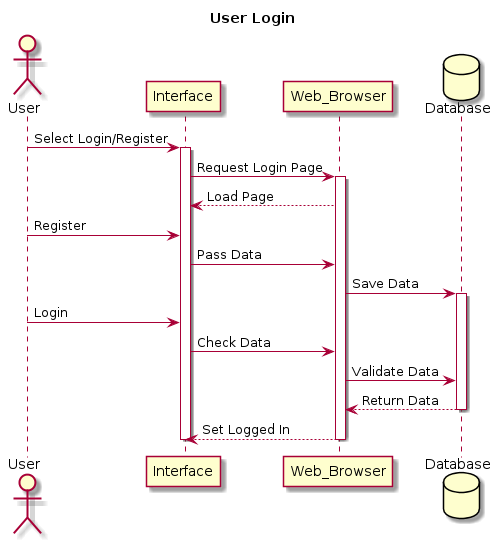 User Login
User
Interface
Web_Browser
Database
Select Login/Register
Request Login Page
Load Page
Register
Pass Data
Save Data
Login
Check Data
Validate Data
Return Data
Set Logged In
User
Interface
Web_Browser
Database